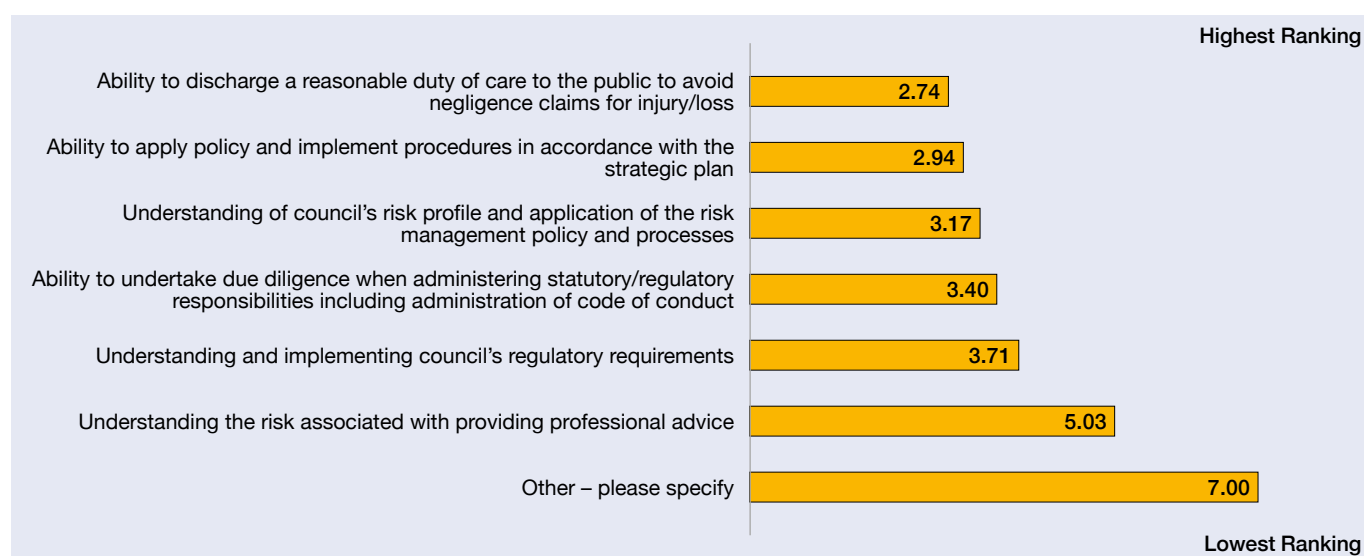 Highest Ranking
Ability to discharge a reasonable duty of care to the public to avoid
negligence claims for injury/loss
2.74
Ability to apply policy and implement procedures in accordance with the
strategic plan
2.94
Understanding of council’s risk profile and application of the risk
management policy and processes
3.17
Ability to undertake due diligence when administering statutory/regulatory
responsibilities including administration of code of conduct
3.40
Understanding and implementing council’s regulatory requirements
3.71
Understanding the risk associated with providing professional advice
5.03
Other – please specify
7.00
Lowest Ranking